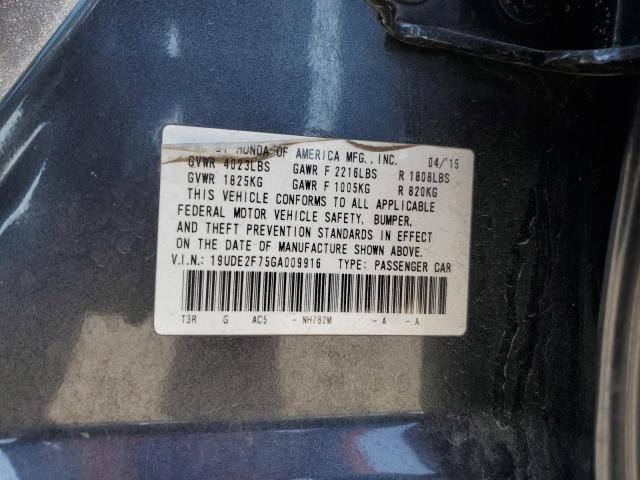 HONDA OF AMERICA MFG., INC. 04/'15
GVWR 4023LBS GAWR F 2216LBS R 1808LBS
GVWR 1825KG GAWR F 1005KG R 820KG
THIS VEHICLE CONFORMS TO ALL APPLICABLE
FEDERAL MOTOR VEHICLE SAFETY, BUMPER,
AND THEFT PREVENTION STANDARDS IN EFFECT
ON THE DATE OF MANUFACTURE SHOWN ABOVE.
V.I.N.: 19UDE2F75GA009916 TYPE: PASSENGER CAR
T3R G AC5 - NH782M - A - A